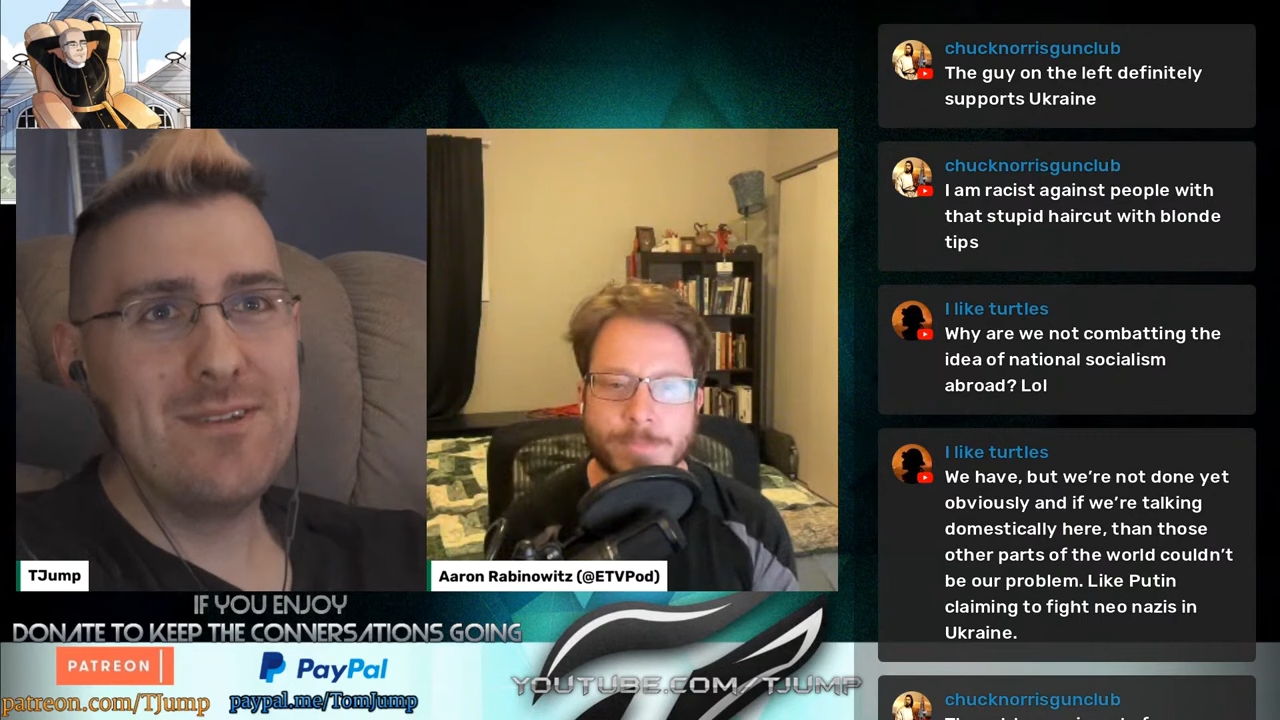 chucknorrisgunclub
The guy on the left definitely
supports Ukraine
chucknorrisgunclub
I am racist against people with
that stupid haircut with blonde
tips
I like turtles
Why are we not combatting the
idea of national socialism
abroad? Lol
I like turtles
We have, but we’re not done yet
obviously and if we’re talking
domestically here, than those
other parts of the world couldn’t
be our problem. Like Putin
claiming to fight neo nazis in
Ukraine.
chucknorrisgunclub
TJump
Aaron Rabinowitz (@ETVPod)
IF YOU ENJOY
DONATE TO KEEP THE CONVERSATIONS GOING
PATREON
PayPal
patreon.com/TJump
paypal.me/TomJump
YOUTUBE.COM/TJUMP